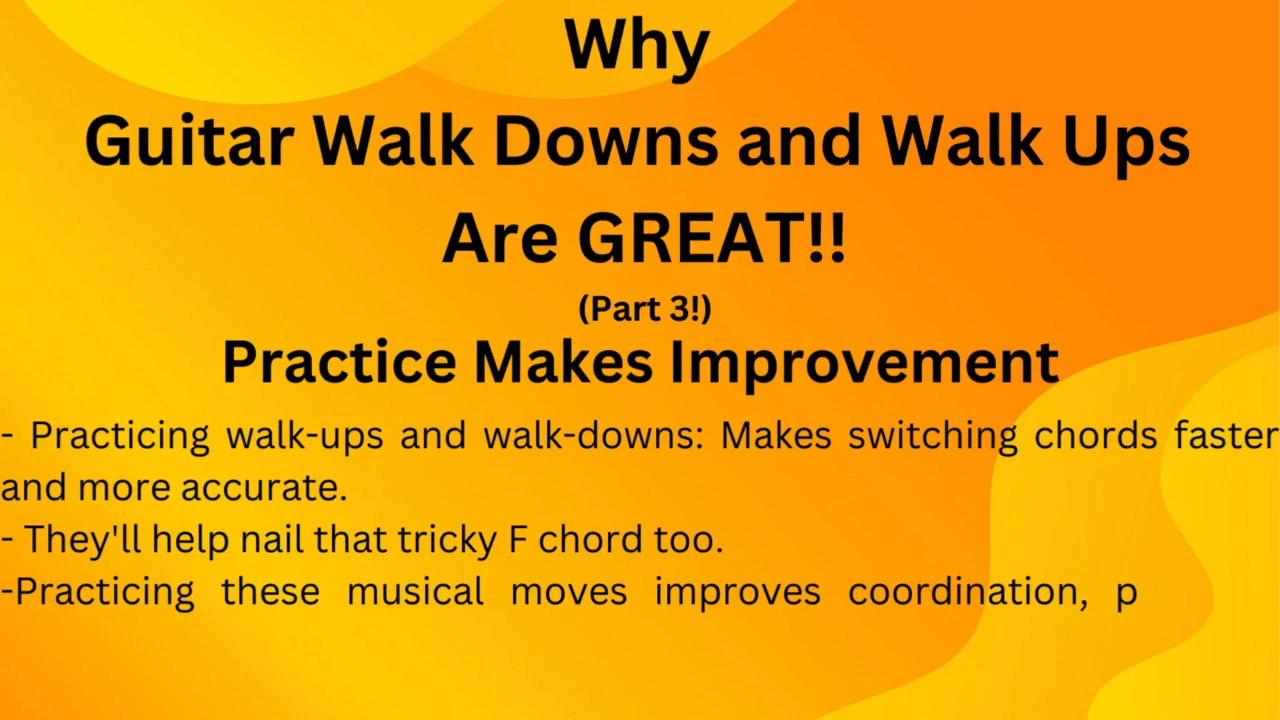 Why
Guitar Walk Downs and Walk Ups
Are GREAT!!
(Part 3!)
Practice Makes Improvement
- Practicing walk-ups and walk-downs: Makes switching chords faster
and more accurate.
- They'll help nail that tricky F chord too.
-Practicing these musical moves improves coordination, p